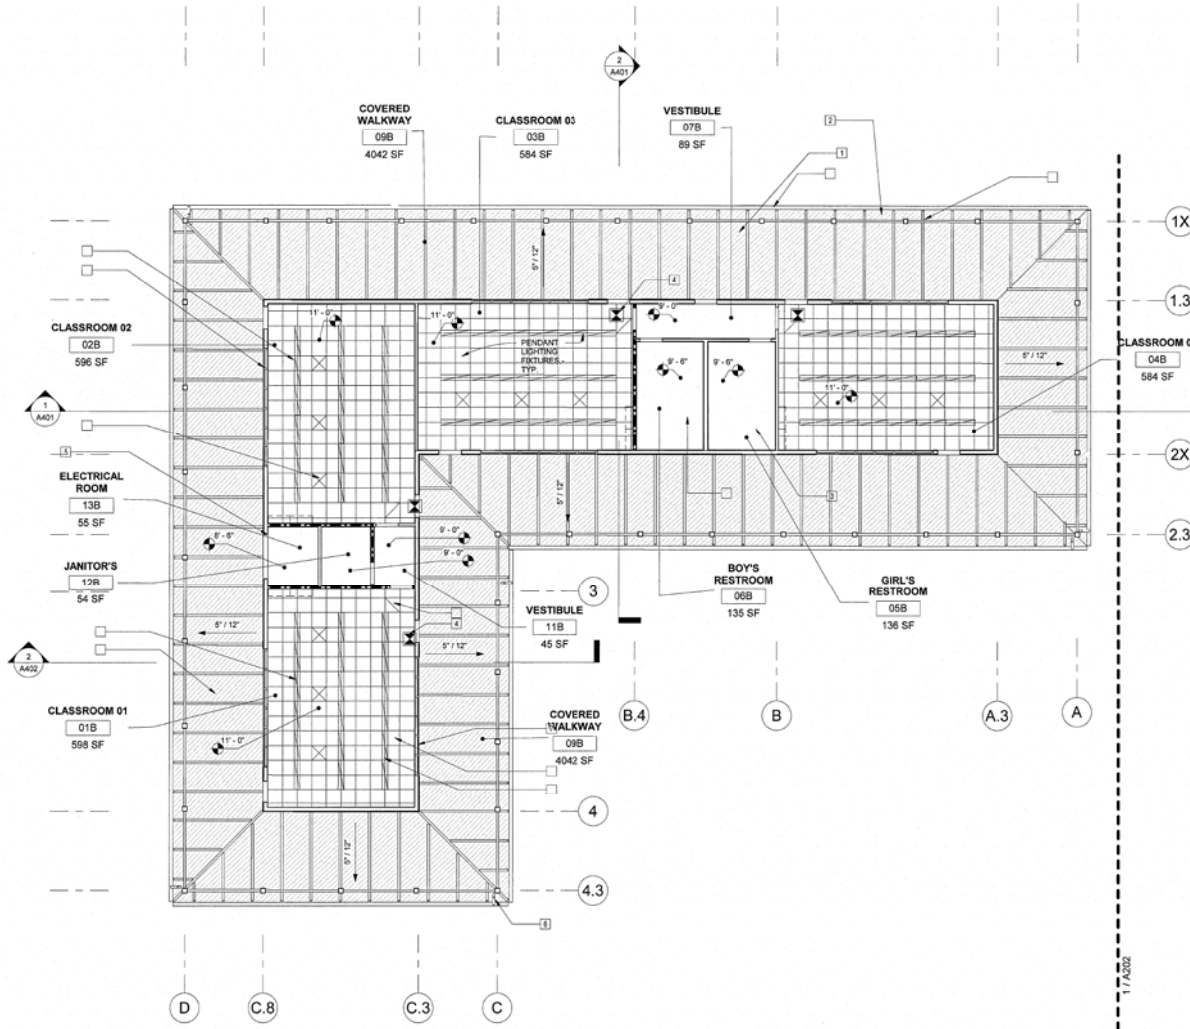 2
A401
COVERED
WALKWAY
09B
4042 SF
CLASSROOM 03
03B
584 SF
VESTIBULE
07B
89 SF
2
1
1X
5" / 12"
4
1.3
11' - 0"
11' - 0"
9' - 0"
CLASSROOM 02
02B
596 SF
PENDANT
LIGHTING
FIXTURES -
TYP.
9' - 6"
9' - 6"
CLASSROOM 0
04B
584 SF
5" / 12"
11' - 0"
1
A401
5
2X
ELECTRICAL
ROOM
13B
55 SF
5" / 12"
3
8' - 6"
9' - 0"
9' - 0"
2.3
JANITOR'S
12B
54 SF
BOY'S
RESTROOM
06B
135 SF
GIRL'S
RESTROOM
05B
136 SF
3
VESTIBULE
11B
45 SF
4
5" / 12"
5" / 12"
2
A402
CLASSROOM 01
01B
598 SF
11' - 0"
COVERED
WALKWAY
09B
4042 SF
B.4
B
A.3
A
4
5" / 12"
4.3
6
1 / A202
D
C.8
C.3
C